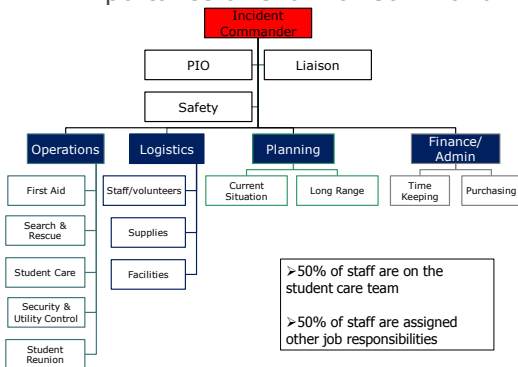 Incident
Commander
PIO
Liaison
Safety
Operations
Logistics
Planning
Finance/
Admin
First Aid
Staff/volunteers
Current
Situation
Long Range
Time
Keeping
Purchasing
Search &
Rescue
Supplies
Student Care
Facilities
Security &
Utility Control
Student
Reunion
➢50% of staff are on the
student care team
➢50% of staff are assigned
other job responsibilities